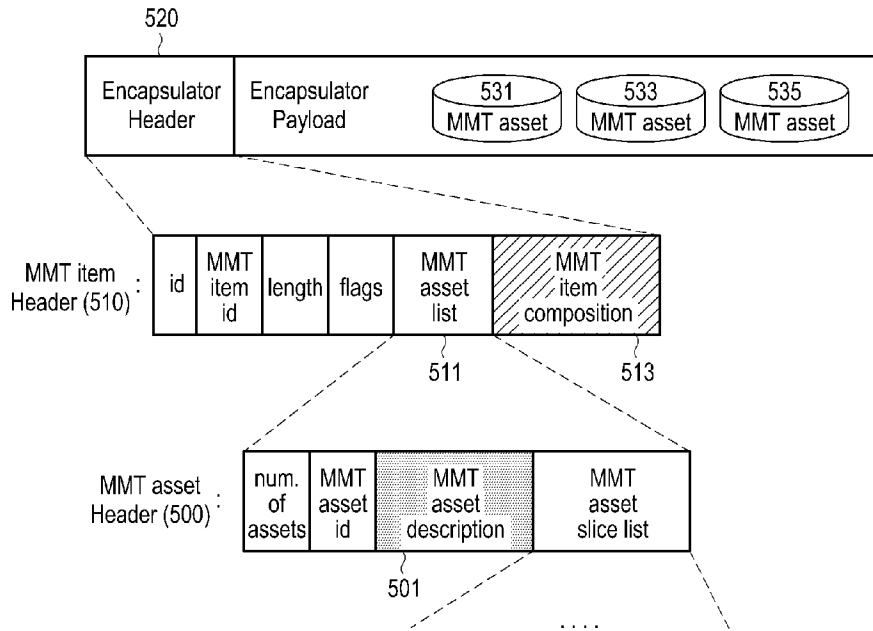 520
Encapsulator
Header
Encapsulator
Payload
531
MMT asset
533
MMT asset
535
MMT asset
MMT item
Header (510) :
id
MMT
item
id
length
flags
MMT
asset
list
MMT
item
composition
511
513
MMT asset
Header (500) :
num.
of
assets
MMT
asset
id
MMT
asset
description
MMT
asset
slice list
501